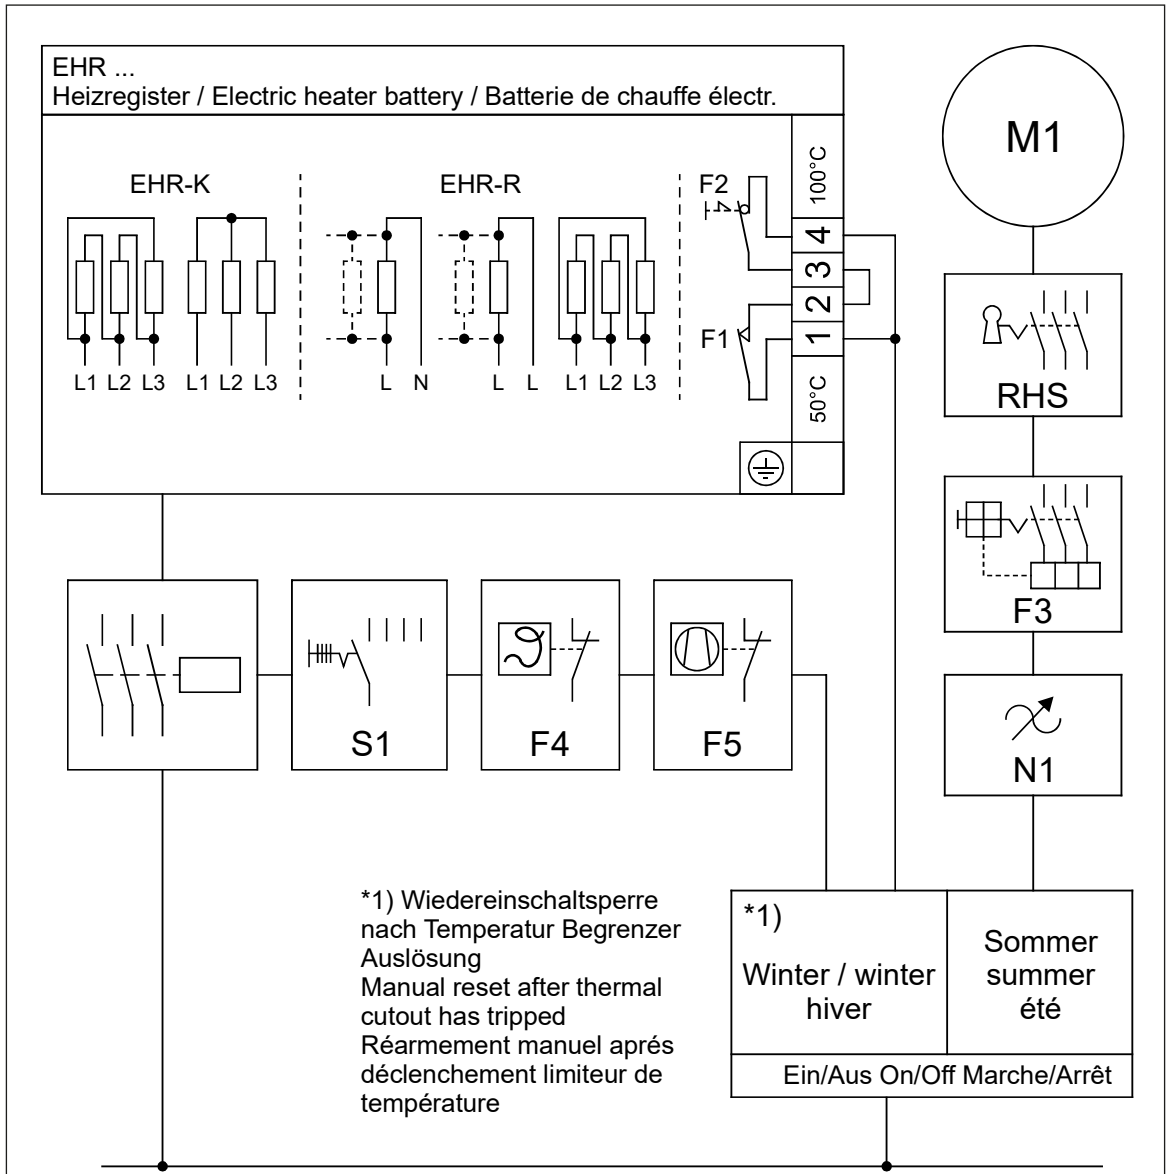 EHR ...
Heizregister / Electric heater battery / Batterie de chauffe électr.
EHR-K
EHR-R
F2
100°C
4
3
2
1
50°C
F1
L1 L2 L3 L1 L2 L3
L N
L L
L1 L2 L3
M1
RHS
F3
N1
S1
F4
F5
*1) Wiedereinschaltsperre
nach Temperatur Begrenzer
Auslösung
Manual reset after thermal
cutout has tripped
Réarmement manuel aprés
déclenchement limiteur de
température
*1)
Winter / winter
hiver
Sommer
summer
été
Ein/Aus On/Off Marche/Arrêt